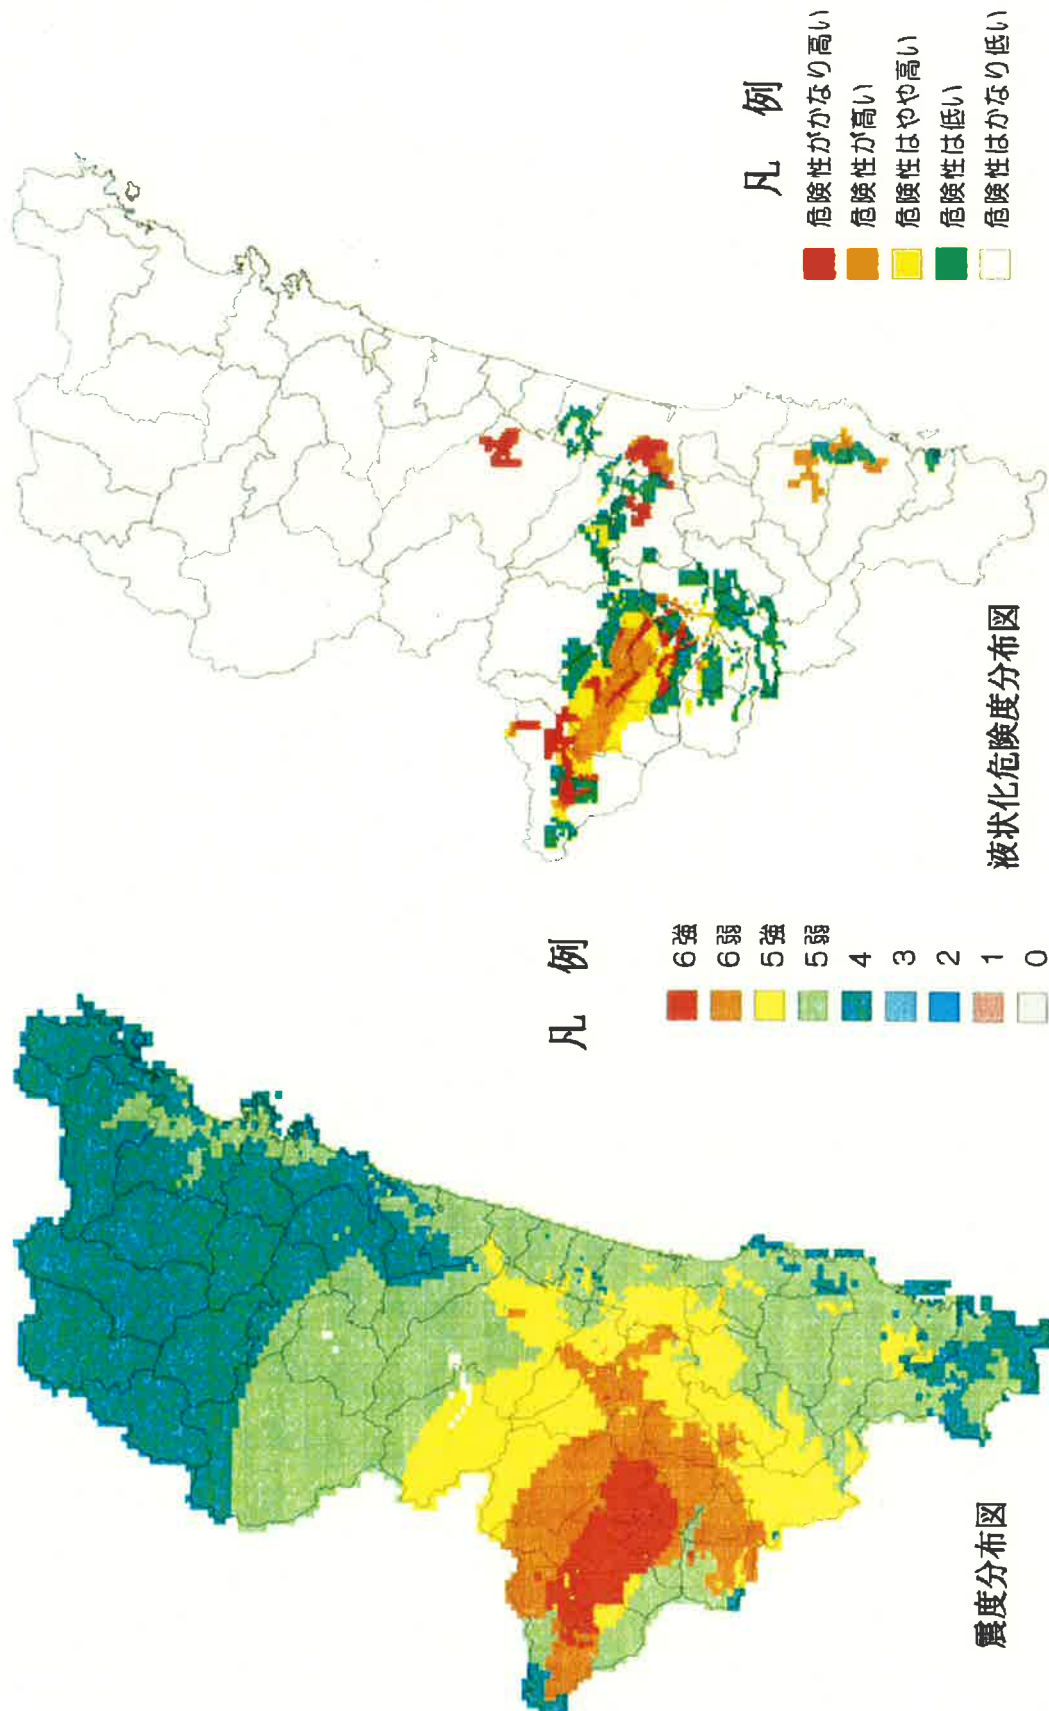 震度分布図
凡 例
6強
6弱
5強
5弱
4
3
2
1
0
液状化危険度分布図
凡 例
危険性がかなり高い
危険性が高い
危険性はやや高い
危険性は低い
危険性はかなり低い